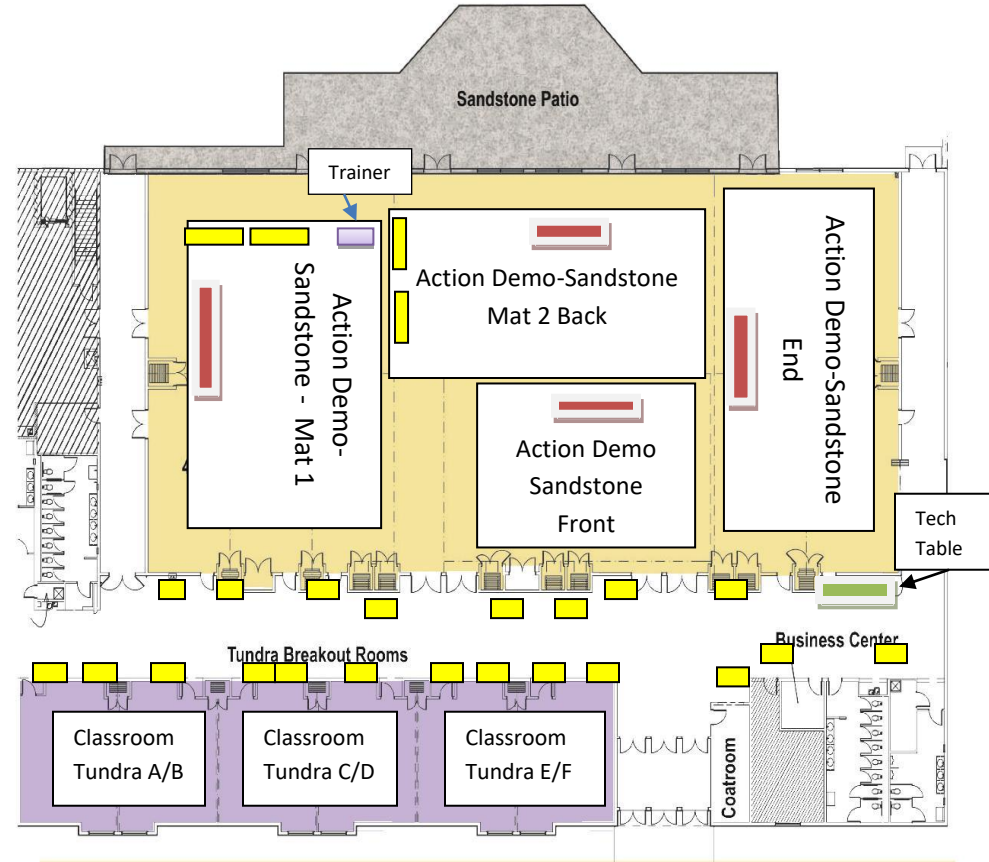 Sandstone Patio
Trainer
Action Demo-
Sandstone - Mat 1
Action Demo-Sandstone
Mat 2 Back
Action Demo-Sandstone
End
Action Demo
Sandstone
Front
Tech
Table
Tundra Breakout Rooms
Business Center
Classroom
Tundra A/B
Classroom
Tundra C/D
Classroom
Tundra E/F
Coatroom